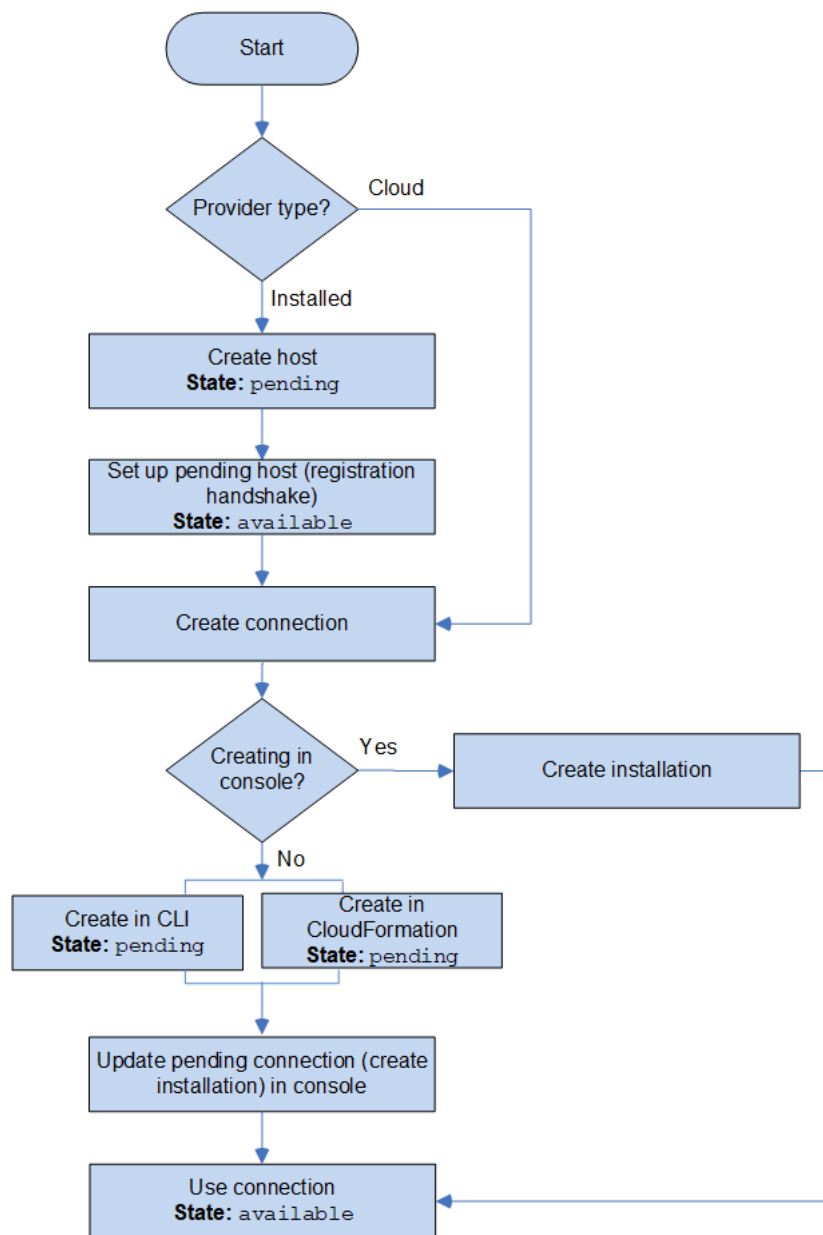 Start
Cloud
Provider type?
Installed
Create host
State: pending
Set up pending host (registration
handshake)
State: available
Create connection
Creating in
console?
Yes
Create installation
No
Create in CLI
State: pending
Create in
CloudFormation
State: pending
Update pending connection (create
installation) in console
Use connection
State: available